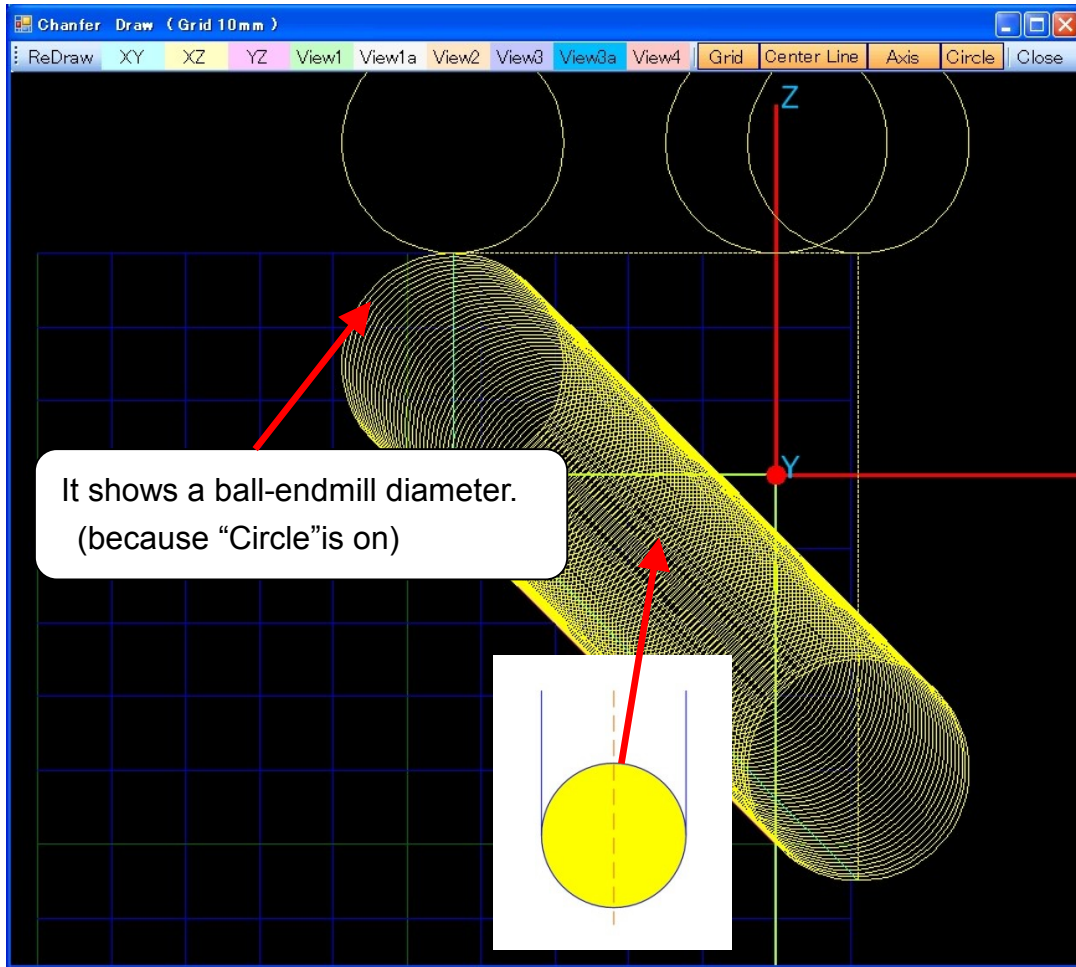 Chanfer Draw ( Grid 10mm )
ReDraw XY XZ YZ View1 View1a View2 View3 View3a View4 Grid Center Line Axis Circle Close
Z
Y
It shows a ball-endmill diameter.
(because “Circle”is on)